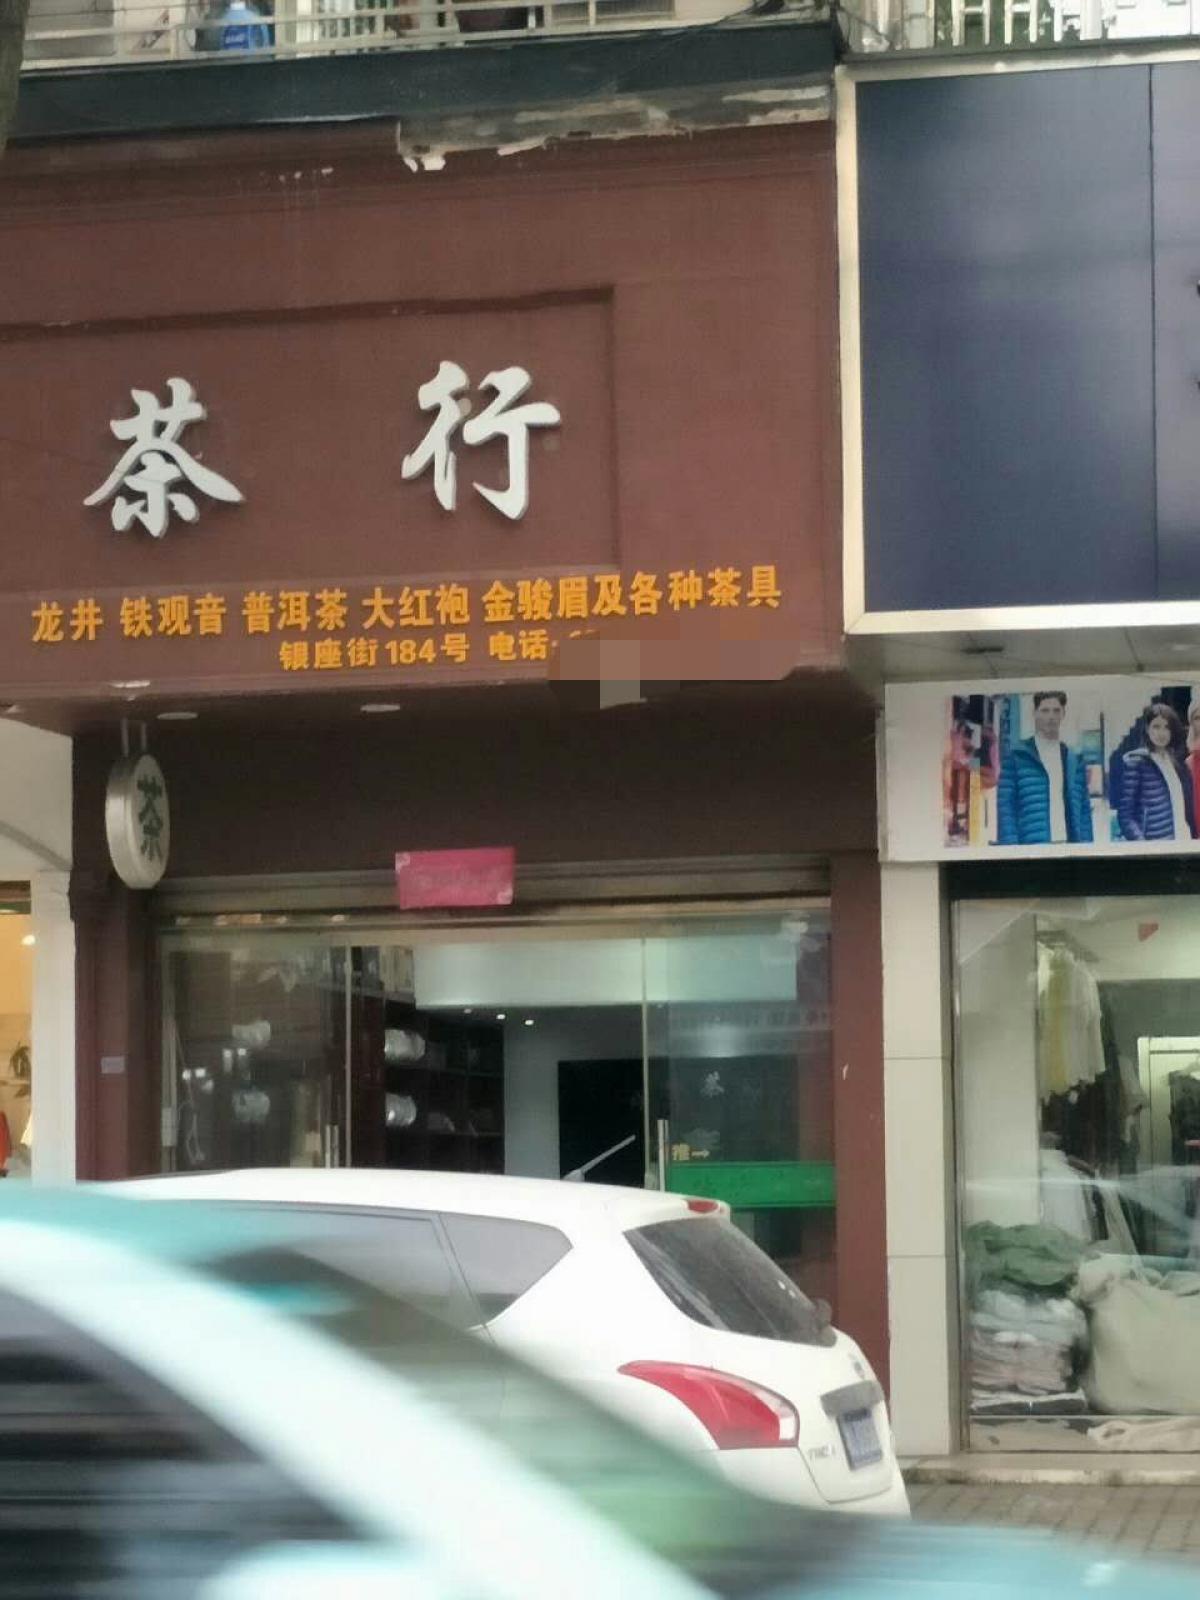 茶行
龙井 铁观音 普洱茶 大红袍 金骏眉及各种茶具
银座街184号 电话:
茶
茶
推→